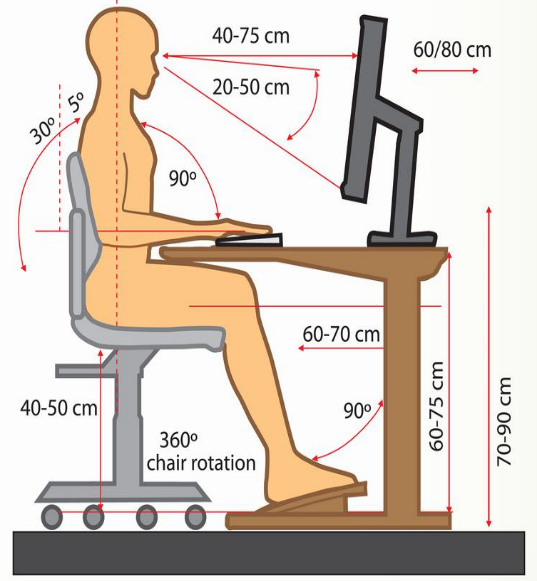 40-75 cm
60/80 cm
20-50 cm
5º
30º
90º
60-70 cm
40-50 cm
90º
360º
chair rotation
60-75 cm
70-90 cm